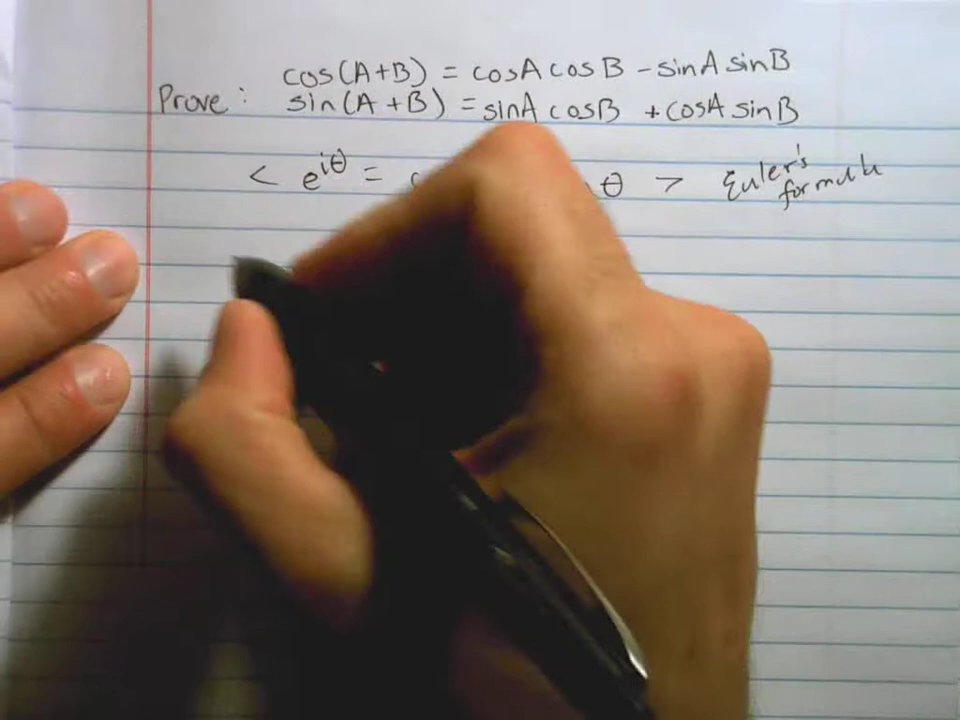 cos(A+B) = cosA cosB - sinA sinB
Prove: sin(A+B) = sinA cosB + cosA sinB
< e^{iθ} = θ > Euler's formula